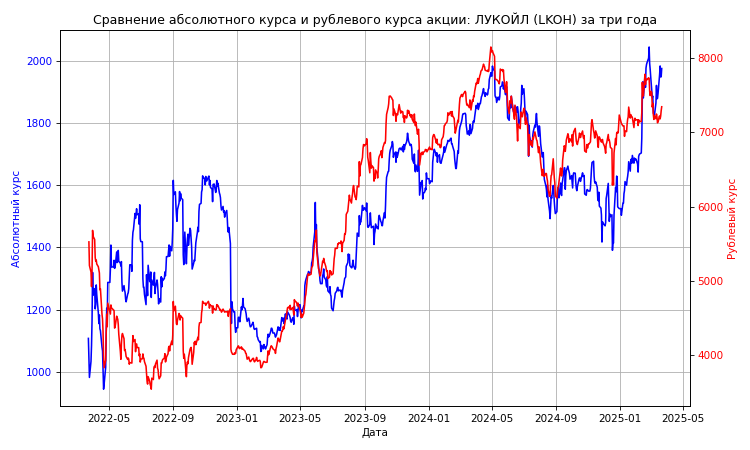 Сравнение абсолютного курса и рублевого курса акции: ЛУКОЙЛ (LKOH) за три года
Абсолютный курс
2000
1800
1600
1400
1200
1000
8000
7000
6000
5000
4000
Рублевый курс
2022-05 2022-09 2023-01 2023-05 2023-09 2024-01 2024-05 2024-09 2025-01 2025-05
Дата